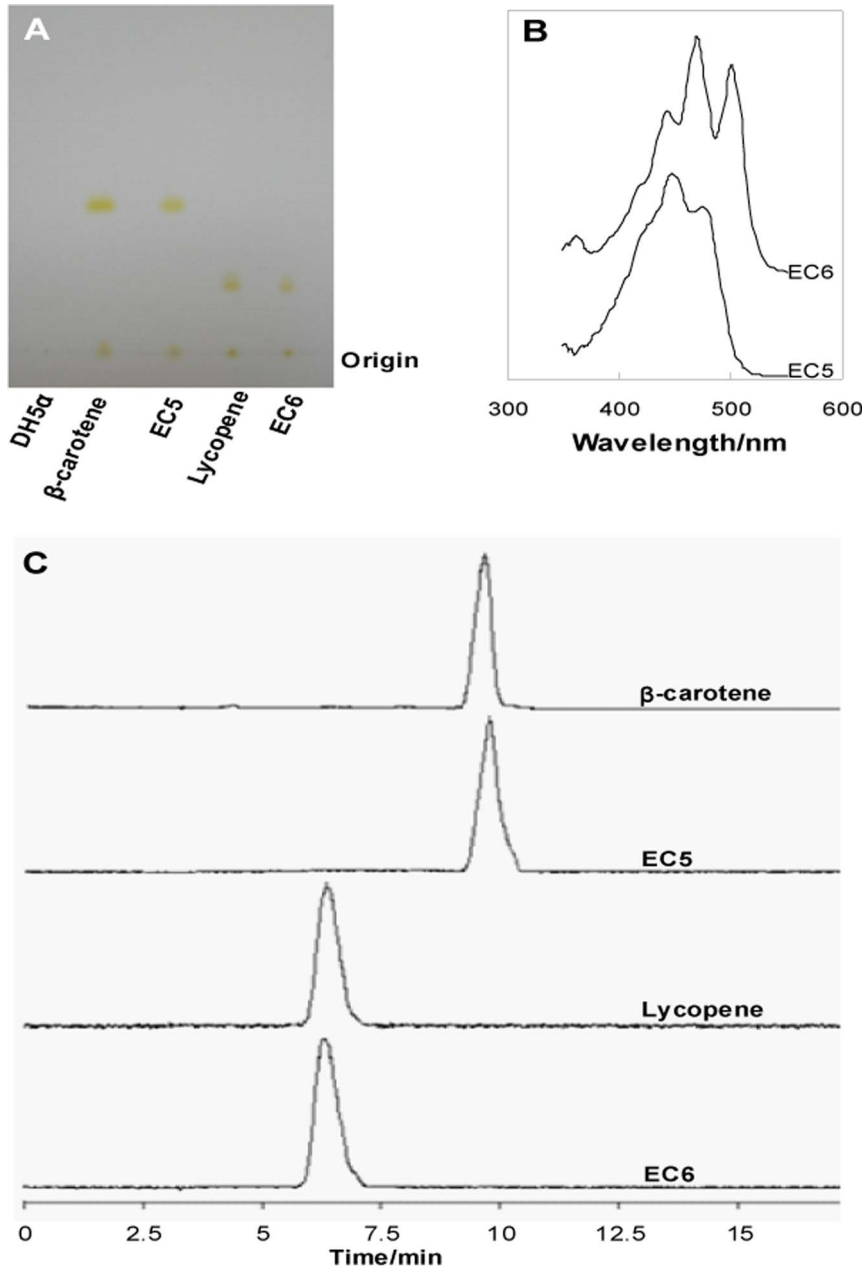 A
Origin
DH5α
β-carotene
EC5
Lycopene
EC6
B
EC6
EC5
300 400 500 600
Wavelength/nm
C
β-carotene
EC5
Lycopene
EC6
0 2.5 5 7.5 10 12.5 15
Time/min